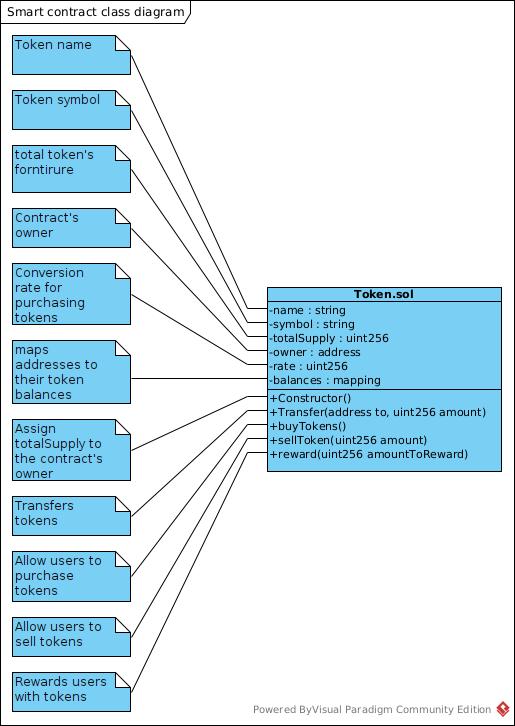 Smart contract class diagram
Token name
Token symbol
total token's
forntirure
Contract's
owner
Conversion
rate for
purchasing
tokens
maps
addresses to
their token
balances
Assign
totalSupply to
the contract's
owner
Transfers
tokens
Allow users to
purchase
tokens
Allow users to
sell tokens
Rewards users
with tokens
Token.sol
-name : string
-symbol : string
-totalSupply : uint256
-owner : address
-rate : uint256
-balances : mapping
+Constructor()
+Transfer(address to, uint256 amount)
+buyTokens()
+sellToken(uint256 amount)
+reward(uint256 amountToReward)
Powered ByVisual Paradigm Community Edition